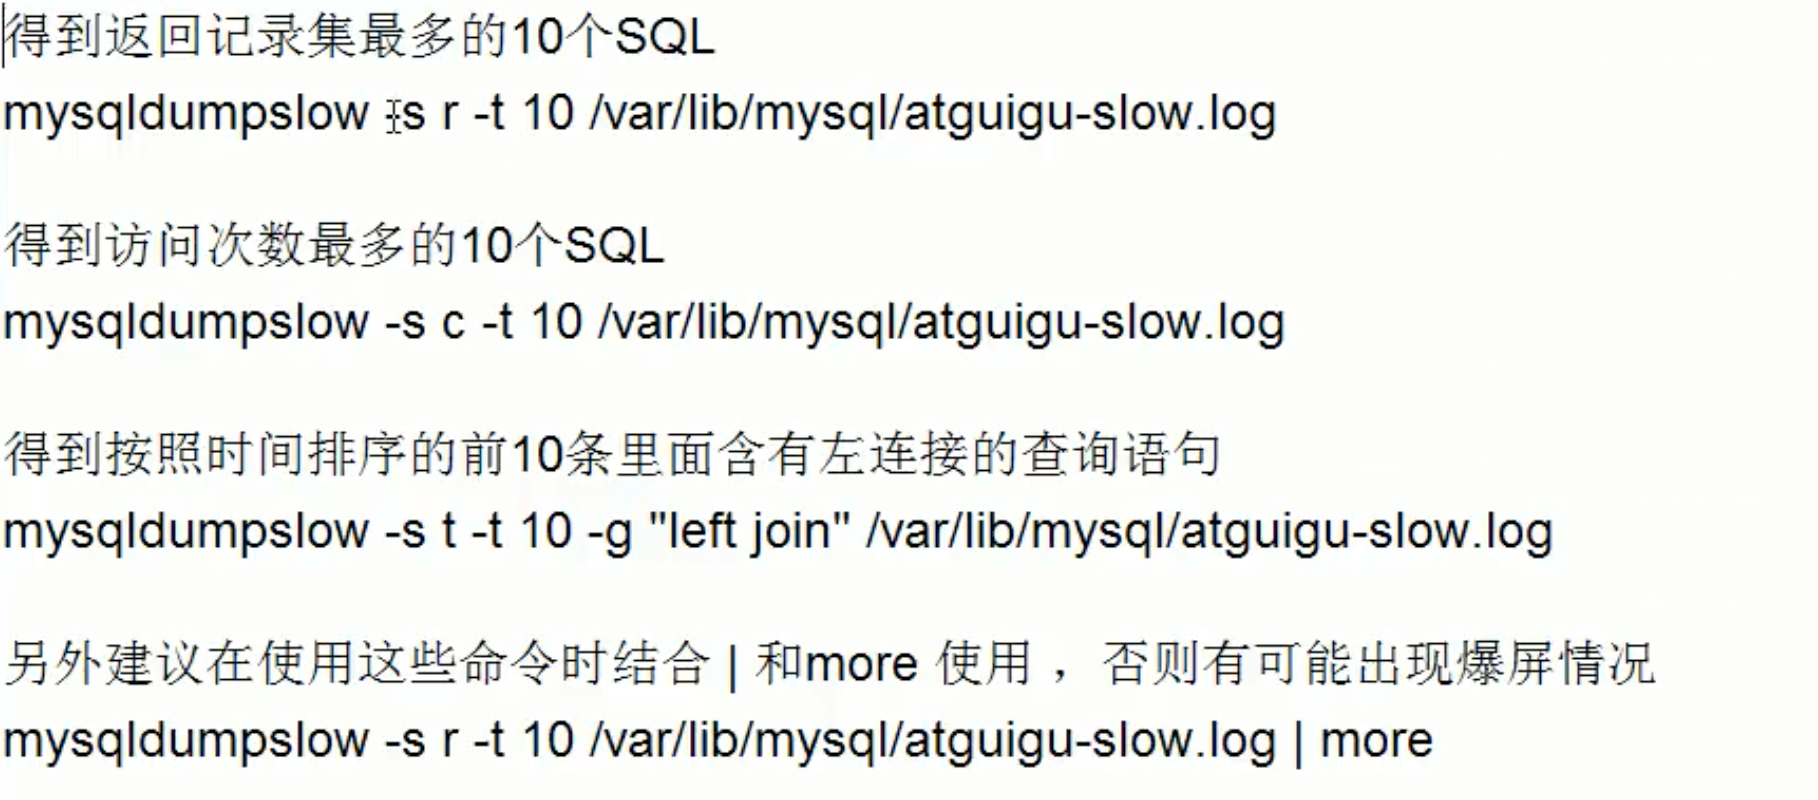 得到返回记录集最多的10个SQL
mysqldumpslow -s r -t 10 /var/lib/mysql/atguigu-slow.log
得到访问次数最多的10个SQL
mysqldumpslow -s c -t 10 /var/lib/mysql/atguigu-slow.log
得到按照时间排序的前10条里面含有左连接的查询语句
mysqldumpslow -s t -t 10 -g "left join" /var/lib/mysql/atguigu-slow.log
另外建议在使用这些命令时结合 | 和more 使用 ，否则有可能出现爆屏情况
mysqldumpslow -s r -t 10 /var/lib/mysql/atguigu-slow.log | more